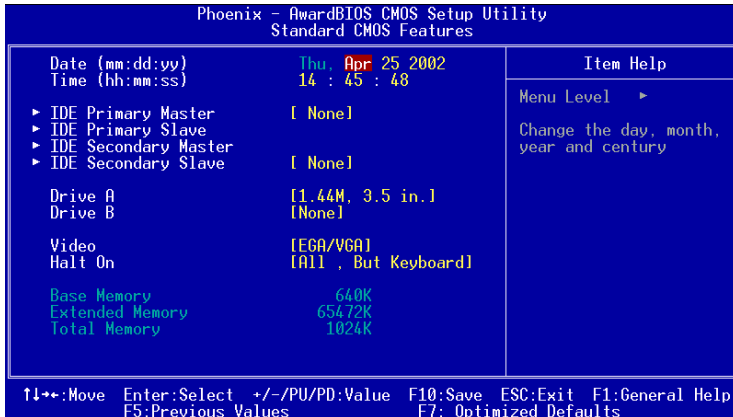 Phoenix - AwardBIOS CMOS Setup Utility
Standard CMOS Features
Date (mm:dd:yy) Thu, Apr 25 2002
Time (hh:mm:ss) 14 : 45 : 48
► IDE Primary Master [ None]
► IDE Primary Slave
► IDE Secondary Master
► IDE Secondary Slave [ None]
Drive A [1.44M, 3.5 in.]
Drive B [None]
Video [EGA/VGA]
Halt On [All , But Keyboard]
Base Memory 640K
Extended Memory 65472K
Total Memory 1024K
Item Help
Menu Level ►
Change the day, month,
year and century
↑↓→←:Move Enter:Select +/-/PU/PD:Value F10:Save ESC:Exit F1:General Help
F5:Previous Values F7: Optimized Defaults